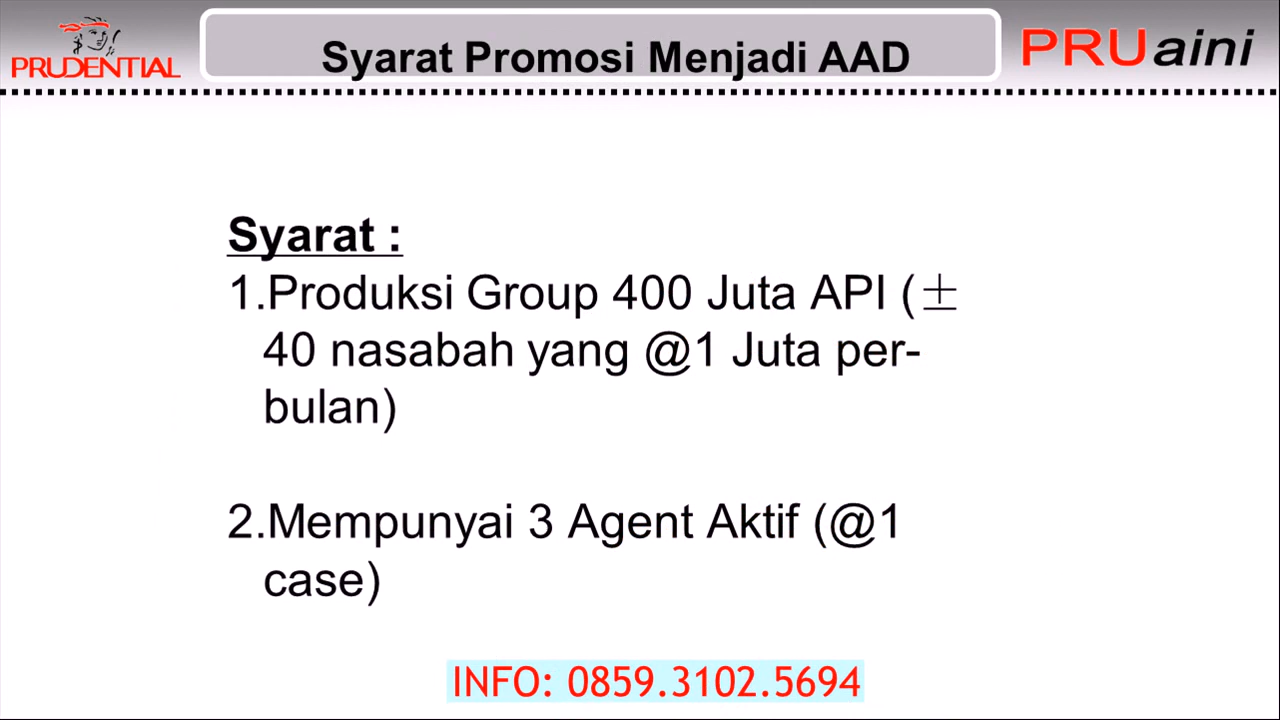 PRUDENTIAL
Syarat Promosi Menjadi AAD
PRUaini
Syarat :
1.Produksi Group 400 Juta API (±
40 nasabah yang @1 Juta per-
bulan)
2.Mempunyai 3 Agent Aktif (@1
case)
INFO: 0859.3102.5694